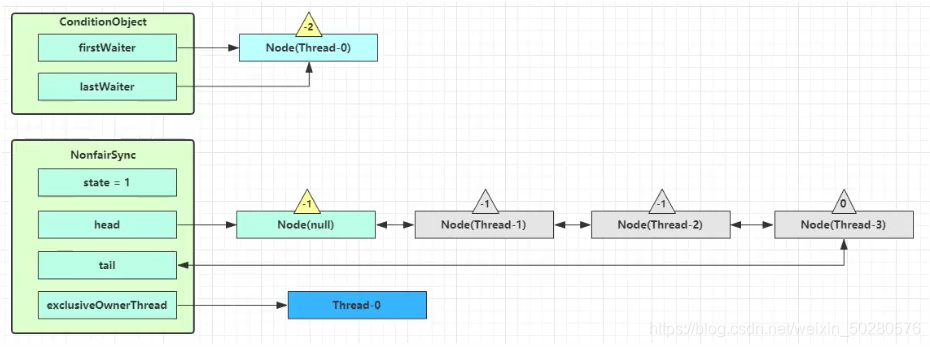 ConditionObject
-2
firstWaiter
Node(Thread-0)
lastWaiter
NonfairSync
state = 1
-1
-1
-1
0
head
Node(null)
Node(Thread-1)
Node(Thread-2)
Node(Thread-3)
tail
exclusiveOwnerThread
Thread-0
https://blog.csdn.net/weixin_50280576